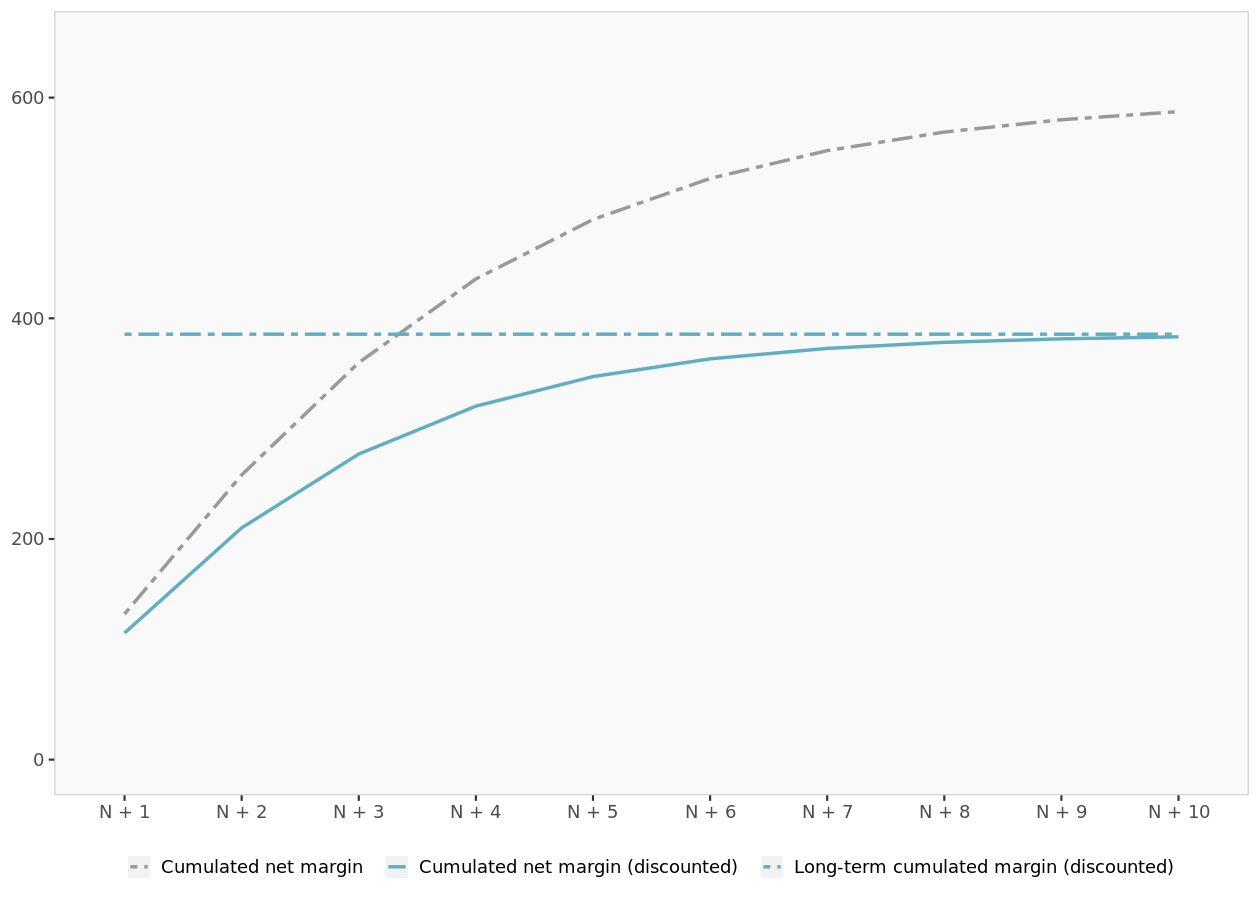 600
400
200
0
N + 1 N + 2 N + 3 N + 4 N + 5 N + 6 N + 7 N + 8 N + 9 N + 10
Cumulated net margin Cumulated net margin (discounted) Long-term cumulated margin (discounted)